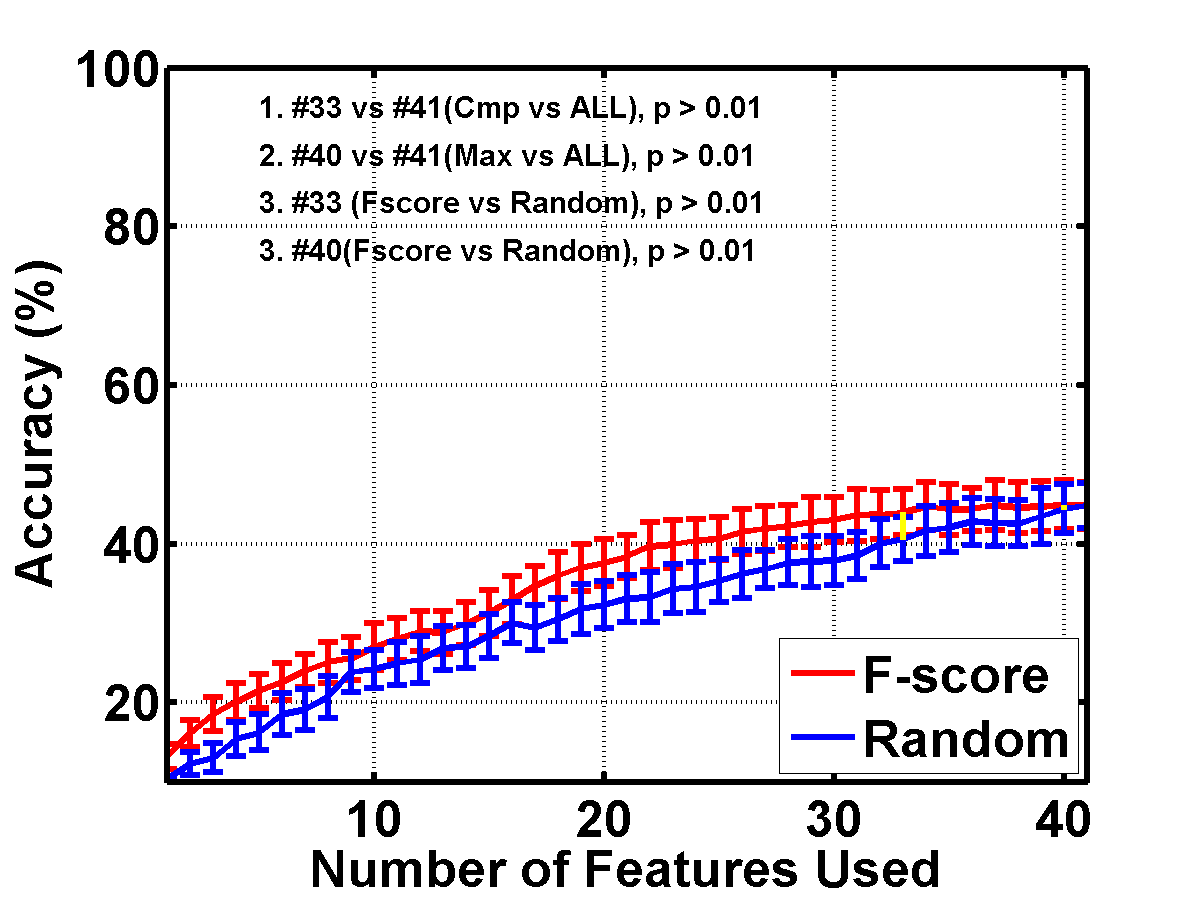 100
80
60
40
20
1. #33 vs #41(Cmp vs ALL), p > 0.01
2. #40 vs #41(Max vs ALL), p > 0.01
3. #33 (Fscore vs Random), p > 0.01
3. #40(Fscore vs Random), p > 0.01
Accuracy (%)
F-score
Random
10 20 30 40
Number of Features Used